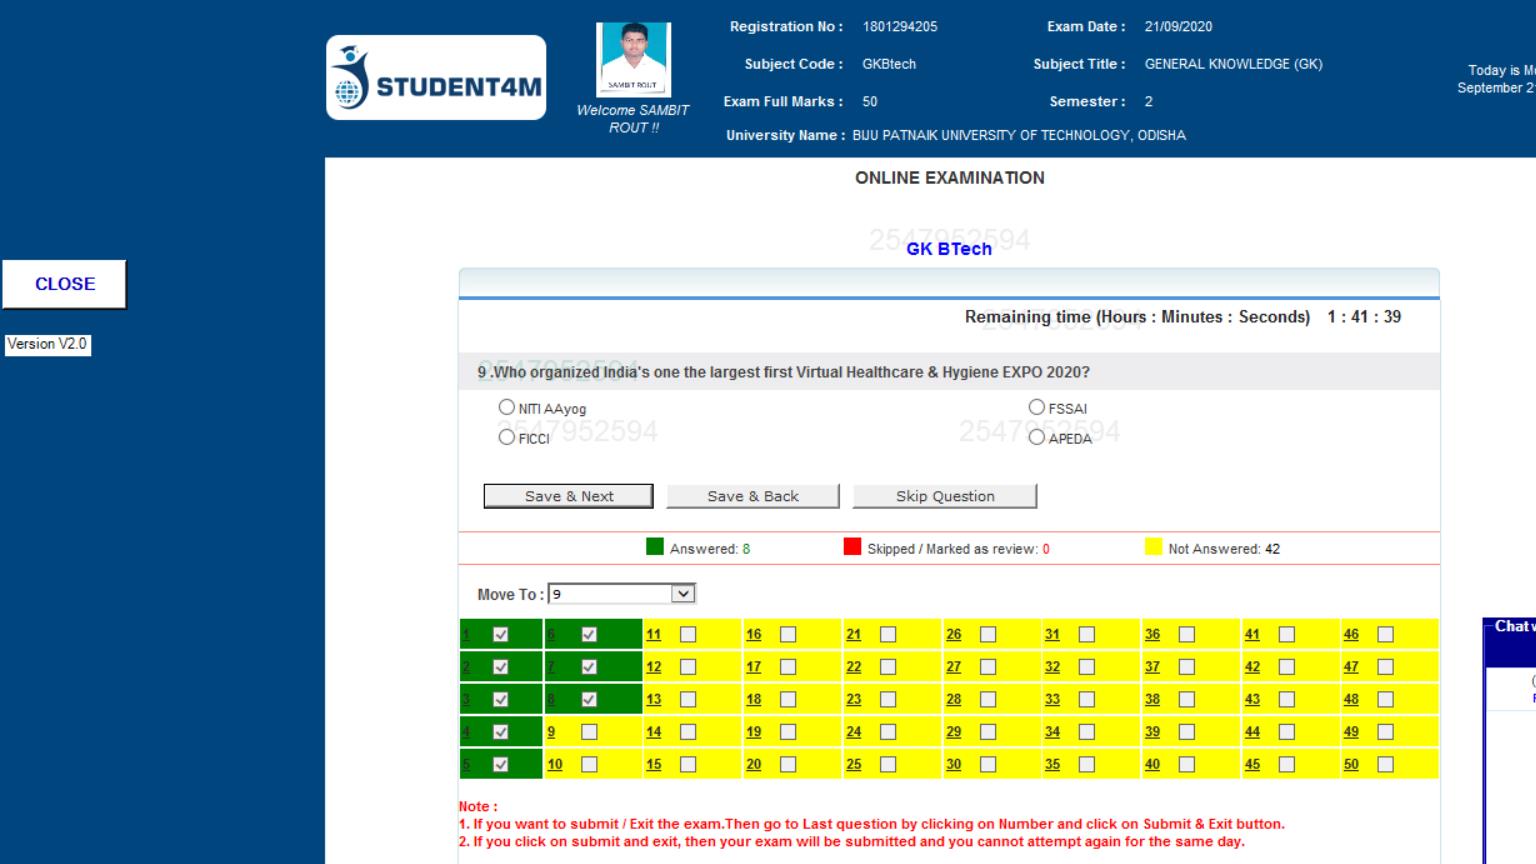 Registration No : 1801294205 Exam Date : 21/09/2020
Subject Code : GKBtech Subject Title : GENERAL KNOWLEDGE (GK)
Exam Full Marks : 50 Semester : 2
University Name : BIJU PATNAIK UNIVERSITY OF TECHNOLOGY, ODISHA
STUDENT4M
SAMBIT ROUT
Welcome SAMBIT
ROUT !!
Today is
September
ONLINE EXAMINATION
2547952594
GK BTech
CLOSE
Version V2.0
Remaining time (Hours : Minutes : Seconds) 1 : 41 : 39
9 .Who organized India's one the largest first Virtual Healthcare & Hygiene EXPO 2020?
NITI AAyog FSSAI
FICCI APEDA
2547952594 2547952594
Save & Next Save & Back Skip Question
Answered: 8 Skipped / Marked as review: 0 Not Answered: 42
Move To : 9
1 6 11 16 21 26 31 36 41 46
2 7 12 17 22 27 32 37 42 47
3 8 13 18 23 28 33 38 43 48
4 9 14 19 24 29 34 39 44 49
5 10 15 20 25 30 35 40 45 50
Chat
Note :
1. If you want to submit / Exit the exam.Then go to Last question by clicking on Number and click on Submit & Exit button.
2. If you click on submit and exit, then your exam will be submitted and you cannot attempt again for the same day.